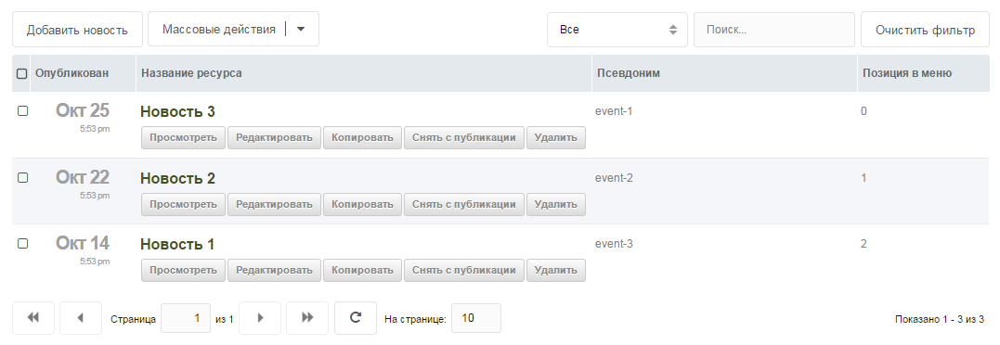 Добавить новость Массовые действия Все Поиск... Очистить фильтр
Опубликован Название ресурса Псевдоним Позиция в меню
Окт 25 Новость 3 event-1 0
5:53 pm Просмотреть Редактировать Копировать Снять с публикации Удалить
Окт 22 Новость 2 event-2 1
5:53 pm Просмотреть Редактировать Копировать Снять с публикации Удалить
Окт 14 Новость 1 event-3 2
5:53 pm Просмотреть Редактировать Копировать Снять с публикации Удалить
Страница 1 из 1 На странице: 10 Показано 1 - 3 из 3